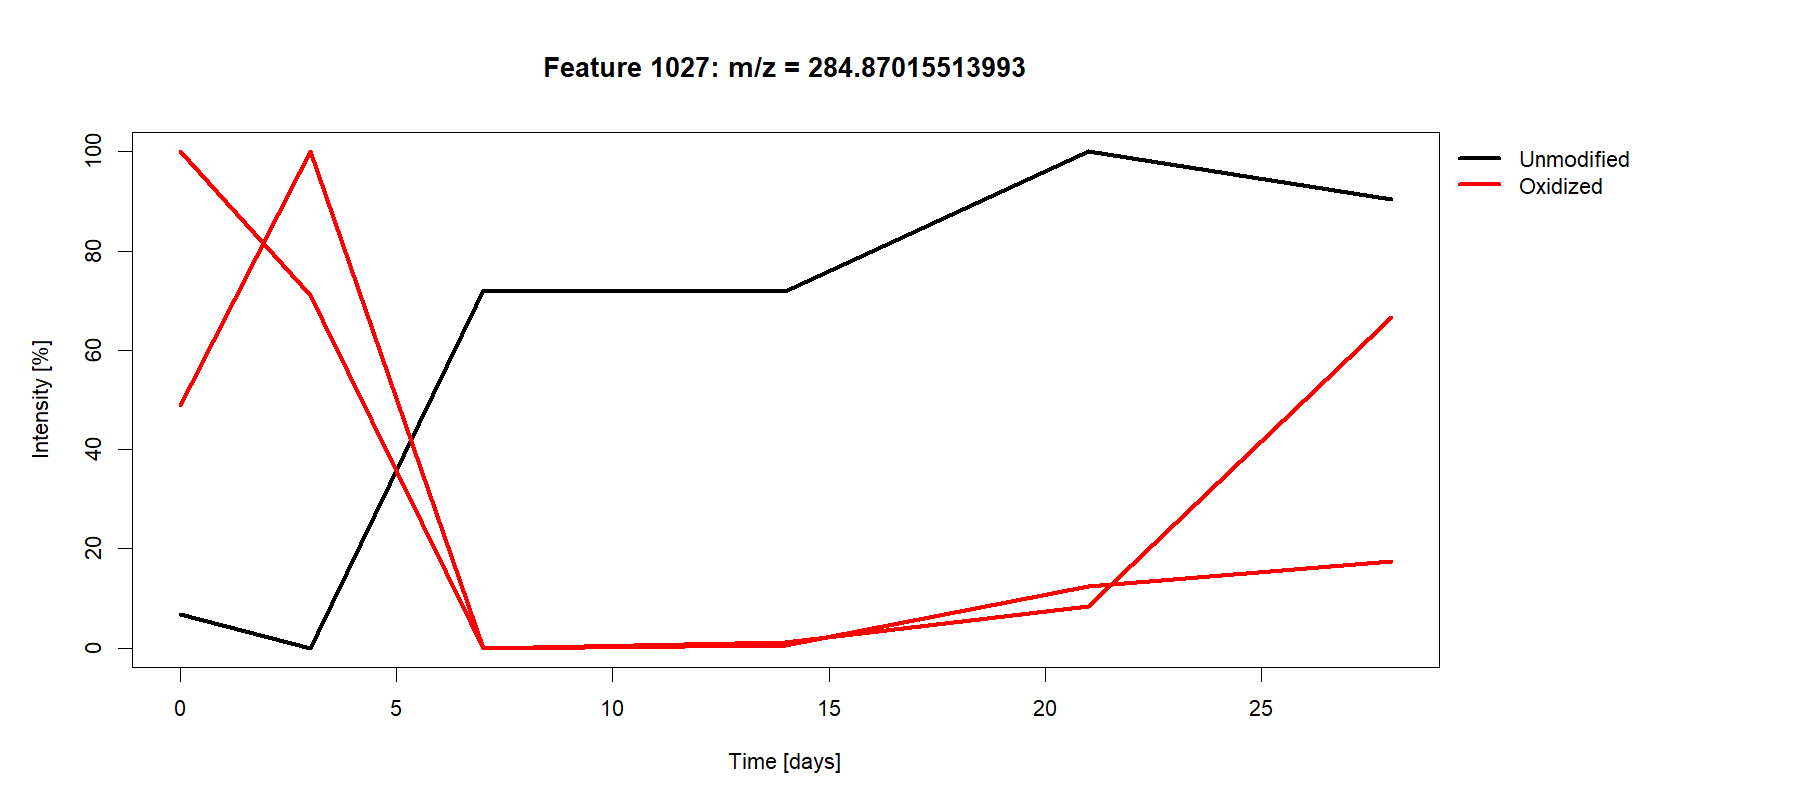 Feature 1027: m/z = 284.87015513993
Unmodified
Oxidized
Intensity [%]
100
80
60
40
20
0
0 5 10 15 20 25
Time [days]